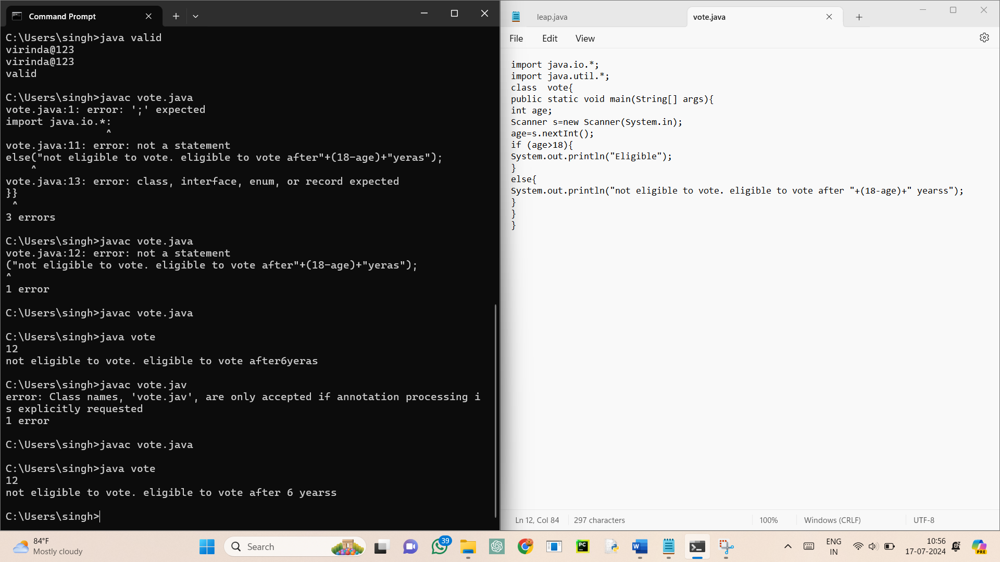 Command Prompt
C:\Users\singh>java valid
virinda@123
virinda@123
valid
C:\Users\singh>javac vote.java
vote.java:1: error: ';' expected
import java.io.*:
^
vote.java:11: error: not a statement
else("not eligible to vote. eligible to vote after"+(18-age)+"yeras");
^
vote.java:13: error: class, interface, enum, or record expected
}}
^
3 errors
C:\Users\singh>javac vote.java
vote.java:12: error: not a statement
("not eligible to vote. eligible to vote after"+(18-age)+"yeras");
^
1 error
C:\Users\singh>javac vote.java
C:\Users\singh>java vote
12
not eligible to vote. eligible to vote after6yeras
C:\Users\singh>javac vote.jav
error: Class names, 'vote.jav', are only accepted if annotation processing i
s explicitly requested
1 error
C:\Users\singh>javac vote.java
C:\Users\singh>java vote
12
not eligible to vote. eligible to vote after 6 yearss
C:\Users\singh>
leap.java
vote.java
File Edit View
import java.io.*;
import java.util.*;
class  vote{
public static void main(String[] args){
int age;
Scanner s=new Scanner(System.in);
age=s.nextInt();
if (age>18){
System.out.println("Eligible");
}
else{
System.out.println("not eligible to vote. eligible to vote after "+(18-age)+" yearss");
}
}
}
Ln 12, Col 84 297 characters 100% Windows (CRLF) UTF-8
84°F
Mostly cloudy
Search
39
PC
ENG
IN
10:56
17-07-2024
PRE